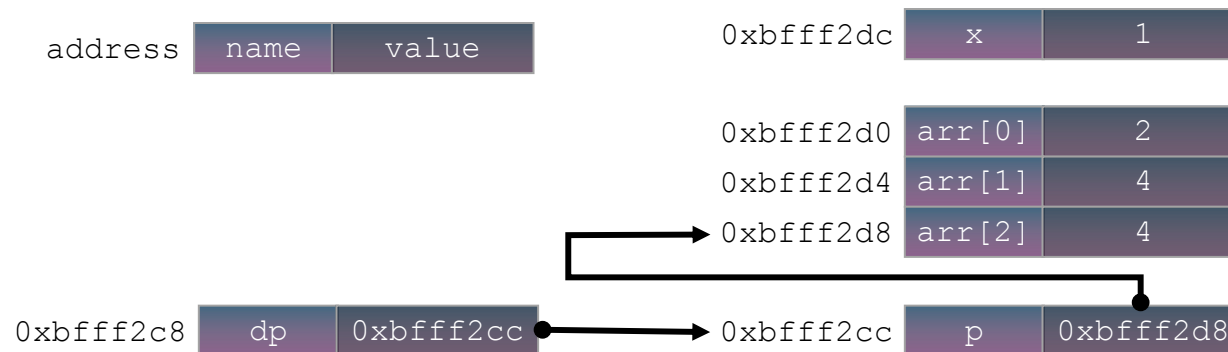 address name value
0xbfff2dc x 1
0xbfff2d0 arr[0] 2
0xbfff2d4 arr[1] 4
0xbfff2d8 arr[2] 4
0xbfff2c8 dp 0xbfff2cc
0xbfff2cc p 0xbfff2d8